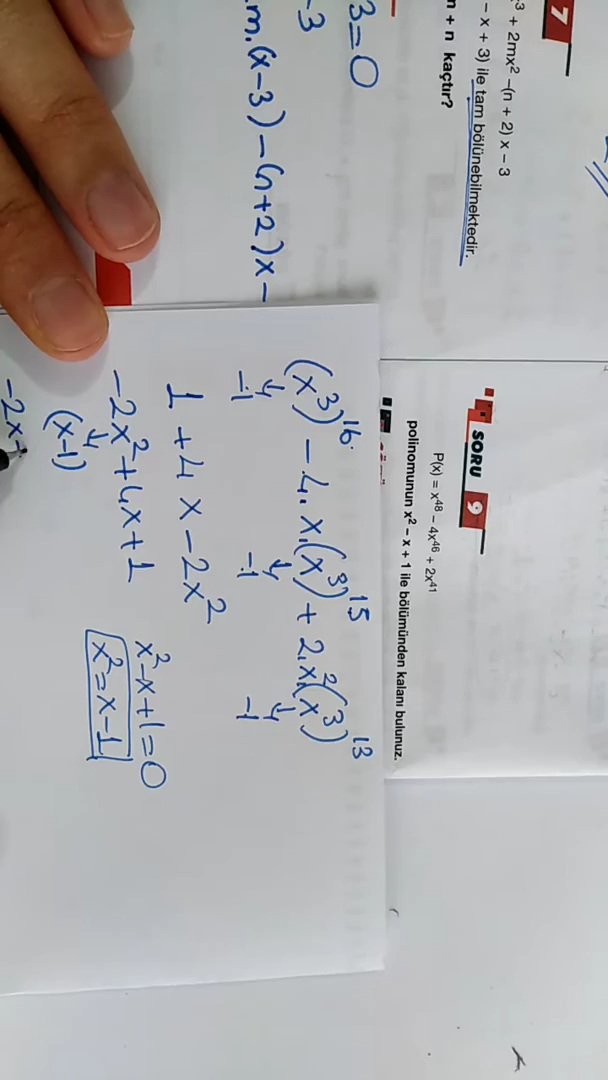 7
³ + 2mx² – (n + 2) x – 3
– x + 3) ile tam bölünebilmektedir.
n + n kaçtır?
3=0
-3
m.(x-3)-(n+2)x-
SORU 9
P(x) = x⁴⁸ – 4x⁴⁶ + 2x⁴¹
polinomunun x² – x + 1 ile bölümünden kalanı bulunuz.
(x³)¹⁶ - 4.x.(x³)¹⁵ + 2.x².(x³)¹³
-1 -1 -1
1 + 4x - 2x²
-2x² + 4x + 1
(x-1)
x²-x+1=0
x²=x-1
-2x